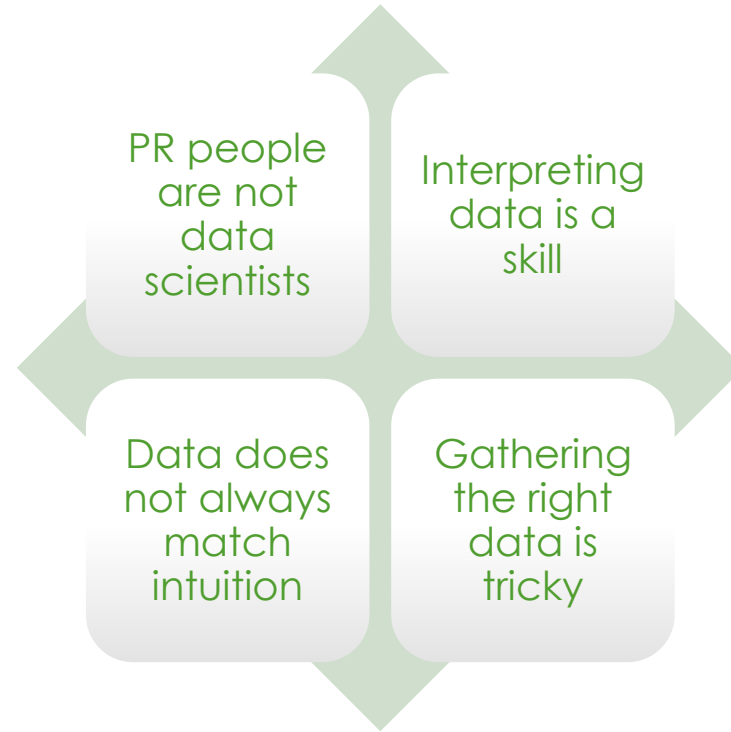 PR people
are not
data
scientists
Interpreting
data is a
skill
Data does
not always
match
intuition
Gathering
the right
data is
tricky